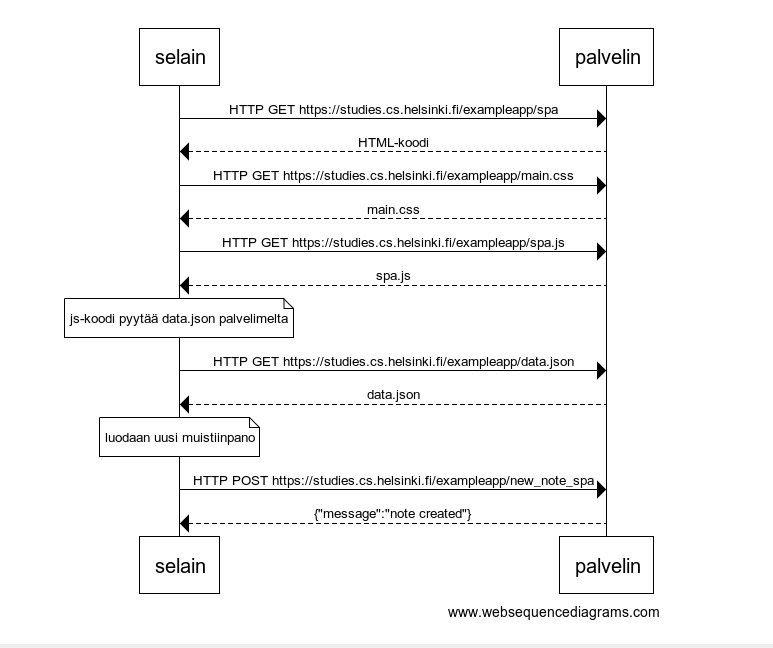 selain
palvelin
HTTP GET https://studies.cs.helsinki.fi/exampleapp/spa
HTML-koodi
HTTP GET https://studies.cs.helsinki.fi/exampleapp/main.css
main.css
HTTP GET https://studies.cs.helsinki.fi/exampleapp/spa.js
spa.js
js-koodi pyytää data.json palvelimelta
HTTP GET https://studies.cs.helsinki.fi/exampleapp/data.json
data.json
luodaan uusi muistiinpano
HTTP POST https://studies.cs.helsinki.fi/exampleapp/new_note_spa
{"message":"note created"}
selain
palvelin
www.websequencediagrams.com